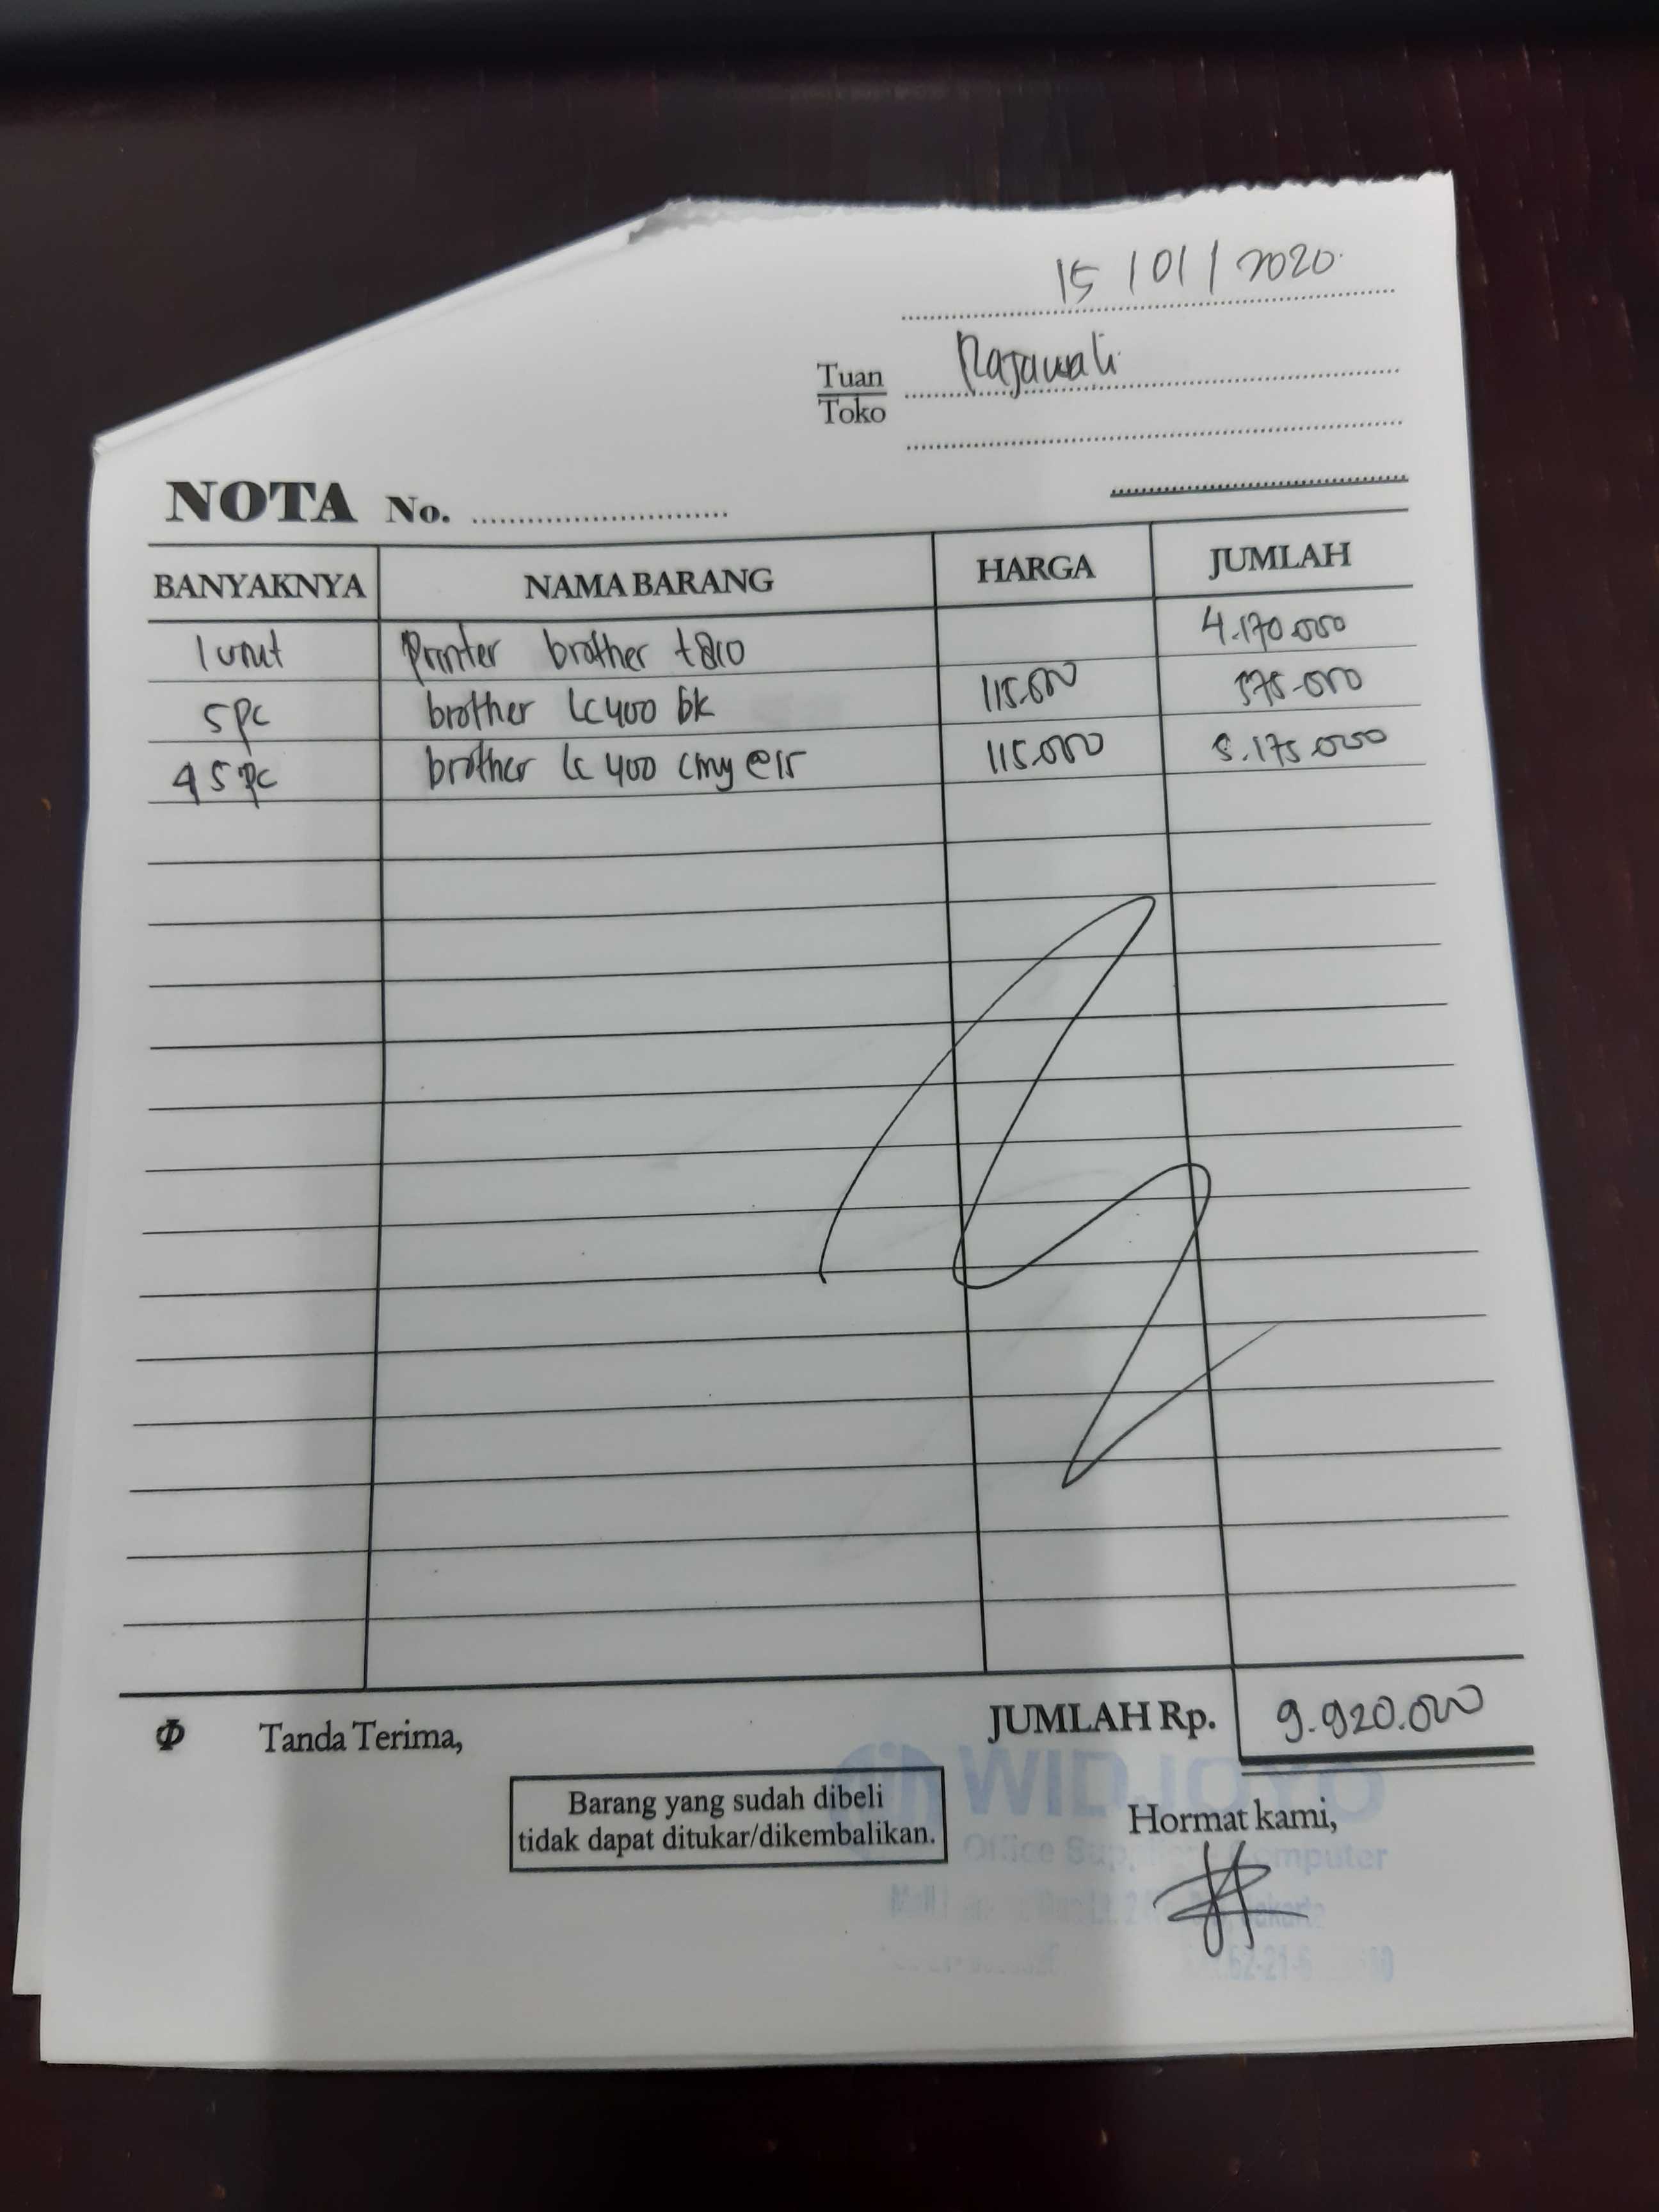 15 / 01 / 2020
Tuan Rajawali
Toko
NOTA No.
BANYAKNYA NAMA BARANG HARGA JUMLAH
1 unit Printer brother t810 4.170.000
5 pc brother lc 400 bk 115.000 575.000
45 pc brother lc 400 cmy @15 115.000 5.175.000
Φ Tanda Terima, JUMLAH Rp. 9.920.000
Barang yang sudah dibeli
tidak dapat ditukar/dikembalikan.
Hormat kami,
WIDJOYO
Office Computer